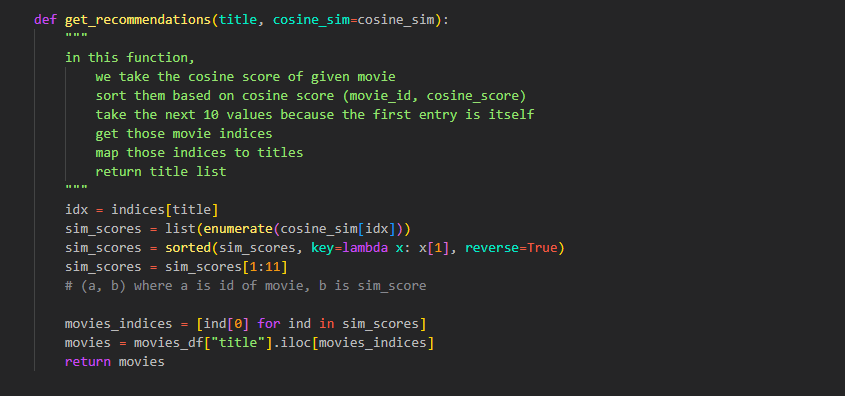 def get_recommendations(title, cosine_sim=cosine_sim):
    """
    in this function,
        we take the cosine score of given movie
        sort them based on cosine score (movie_id, cosine_score)
        take the next 10 values because the first entry is itself
        get those movie indices
        map those indices to titles
        return title list
    """
    idx = indices[title]
    sim_scores = list(enumerate(cosine_sim[idx]))
    sim_scores = sorted(sim_scores, key=lambda x: x[1], reverse=True)
    sim_scores = sim_scores[1:11]
    # (a, b) where a is id of movie, b is sim_score

    movies_indices = [ind[0] for ind in sim_scores]
    movies = movies_df["title"].iloc[movies_indices]
    return movies